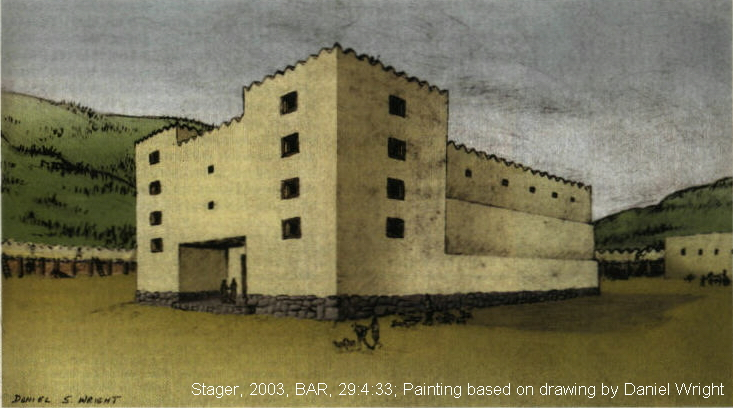 Stager, 2003, BAR, 29:4:33; Painting based on drawing by Daniel Wright
DANIEL S. WRIGHT